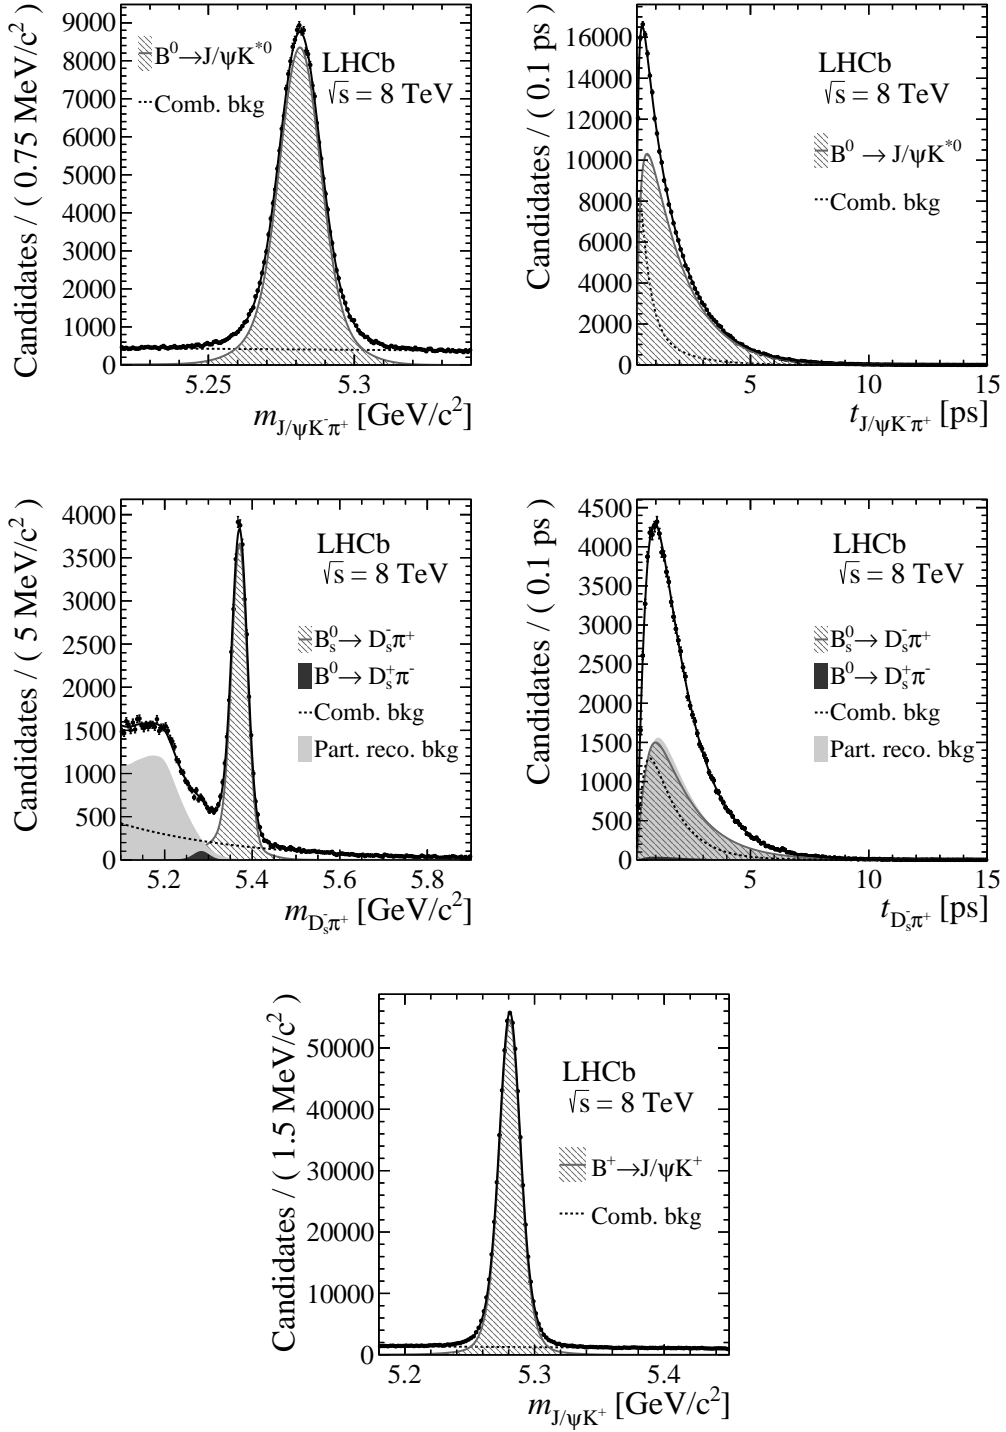 Candidates / ( 0.75 MeV/c²)
9000
8000
7000
6000
5000
4000
3000
2000
1000
0
B⁰→J/ψK*⁰
Comb. bkg
LHCb
√s = 8 TeV
5.25
5.3
m_J/ψK⁻π⁺ [GeV/c²]
Candidates / ( 0.1 ps)
16000
14000
12000
10000
8000
6000
4000
2000
0
LHCb
√s = 8 TeV
B⁰ → J/ψK*⁰
Comb. bkg
5
10
15
t_J/ψK⁻π⁺ [ps]
Candidates / ( 5 MeV/c²)
4000
3500
3000
2500
2000
1500
1000
500
0
LHCb
√s = 8 TeV
B⁰ₛ→ D⁻ₛπ⁺
B⁰→ D⁺ₛπ⁻
Comb. bkg
Part. reco. bkg
5.2
5.4
5.6
5.8
m_D⁻ₛπ⁺ [GeV/c²]
Candidates / ( 0.1 ps)
4500
4000
3500
3000
2500
2000
1500
1000
500
0
LHCb
√s = 8 TeV
B⁰ₛ→ D⁻ₛπ⁺
B⁰→ D⁺ₛπ⁻
Comb. bkg
Part. reco. bkg
5
10
15
t_D⁻ₛπ⁺ [ps]
Candidates / ( 1.5 MeV/c²)
50000
40000
30000
20000
10000
0
LHCb
√s = 8 TeV
B⁺→J/ψK⁺
Comb. bkg
5.2
5.3
5.4
m_J/ψK⁺ [GeV/c²]